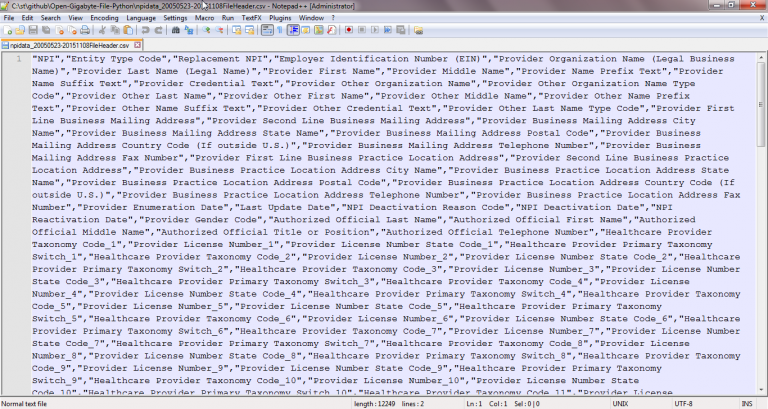 C:\st\github\Open-Gigabyte-File-Python\npidata_20050523-20151108FileHeader.csv - Notepad++ [Administrator]
File Edit Search View Encoding Language Settings Macro Run TextFX Plugins Window ? X
npidata_20050523-20151108FileHeader.csv
1 "NPI","Entity Type Code","Replacement NPI","Employer Identification Number (EIN)","Provider Organization Name (Legal Business
Name)","Provider Last Name (Legal Name)","Provider First Name","Provider Middle Name","Provider Name Prefix Text","Provider
Name Suffix Text","Provider Credential Text","Provider Other Organization Name","Provider Other Organization Name Type
Code","Provider Other Last Name","Provider Other First Name","Provider Other Middle Name","Provider Other Name Prefix
Text","Provider Other Name Suffix Text","Provider Other Credential Text","Provider Other Last Name Type Code","Provider First
Line Business Mailing Address","Provider Second Line Business Mailing Address","Provider Business Mailing Address City
Name","Provider Business Mailing Address State Name","Provider Business Mailing Address Postal Code","Provider Business
Mailing Address Country Code (If outside U.S.)","Provider Business Mailing Address Telephone Number","Provider Business
Mailing Address Fax Number","Provider First Line Business Practice Location Address","Provider Second Line Business Practice
Location Address","Provider Business Practice Location Address City Name","Provider Business Practice Location Address State
Name","Provider Business Practice Location Address Postal Code","Provider Business Practice Location Address Country Code (If
outside U.S.)","Provider Business Practice Location Address Telephone Number","Provider Business Practice Location Address Fax
Number","Provider Enumeration Date","Last Update Date","NPI Deactivation Reason Code","NPI Deactivation Date","NPI
Reactivation Date","Provider Gender Code","Authorized Official Last Name","Authorized Official First Name","Authorized
Official Middle Name","Authorized Official Title or Position","Authorized Official Telephone Number","Healthcare Provider
Taxonomy Code_1","Provider License Number_1","Provider License Number State Code_1","Healthcare Provider Primary Taxonomy
Switch_1","Healthcare Provider Taxonomy Code_2","Provider License Number_2","Provider License Number State Code_2","Healthcare
Provider Primary Taxonomy Switch_2","Healthcare Provider Taxonomy Code_3","Provider License Number_3","Provider License Number
State Code_3","Healthcare Provider Primary Taxonomy Switch_3","Healthcare Provider Taxonomy Code_4","Provider License
Number_4","Provider License Number State Code_4","Healthcare Provider Primary Taxonomy Switch_4","Healthcare Provider Taxonomy
Code_5","Provider License Number_5","Provider License Number State Code_5","Healthcare Provider Primary Taxonomy
Switch_5","Healthcare Provider Taxonomy Code_6","Provider License Number_6","Provider License Number State Code_6","Healthcare
Provider Primary Taxonomy Switch_6","Healthcare Provider Taxonomy Code_7","Provider License Number_7","Provider License Number
State Code_7","Healthcare Provider Primary Taxonomy Switch_7","Healthcare Provider Taxonomy Code_8","Provider License
Number_8","Provider License Number State Code_8","Healthcare Provider Primary Taxonomy Switch_8","Healthcare Provider Taxonomy
Code_9","Provider License Number_9","Provider License Number State Code_9","Healthcare Provider Primary Taxonomy
Switch_9","Healthcare Provider Taxonomy Code_10","Provider License Number_10","Provider License Number State
Code_10","Healthcare Provider Primary Taxonomy Switch_10","Healthcare Provider Taxonomy Code_11","Provider License
Normal text file length : 12249 lines : 2 Ln : 1 Col : 1 Sel : 0 | 0 UNIX UTF-8 INS